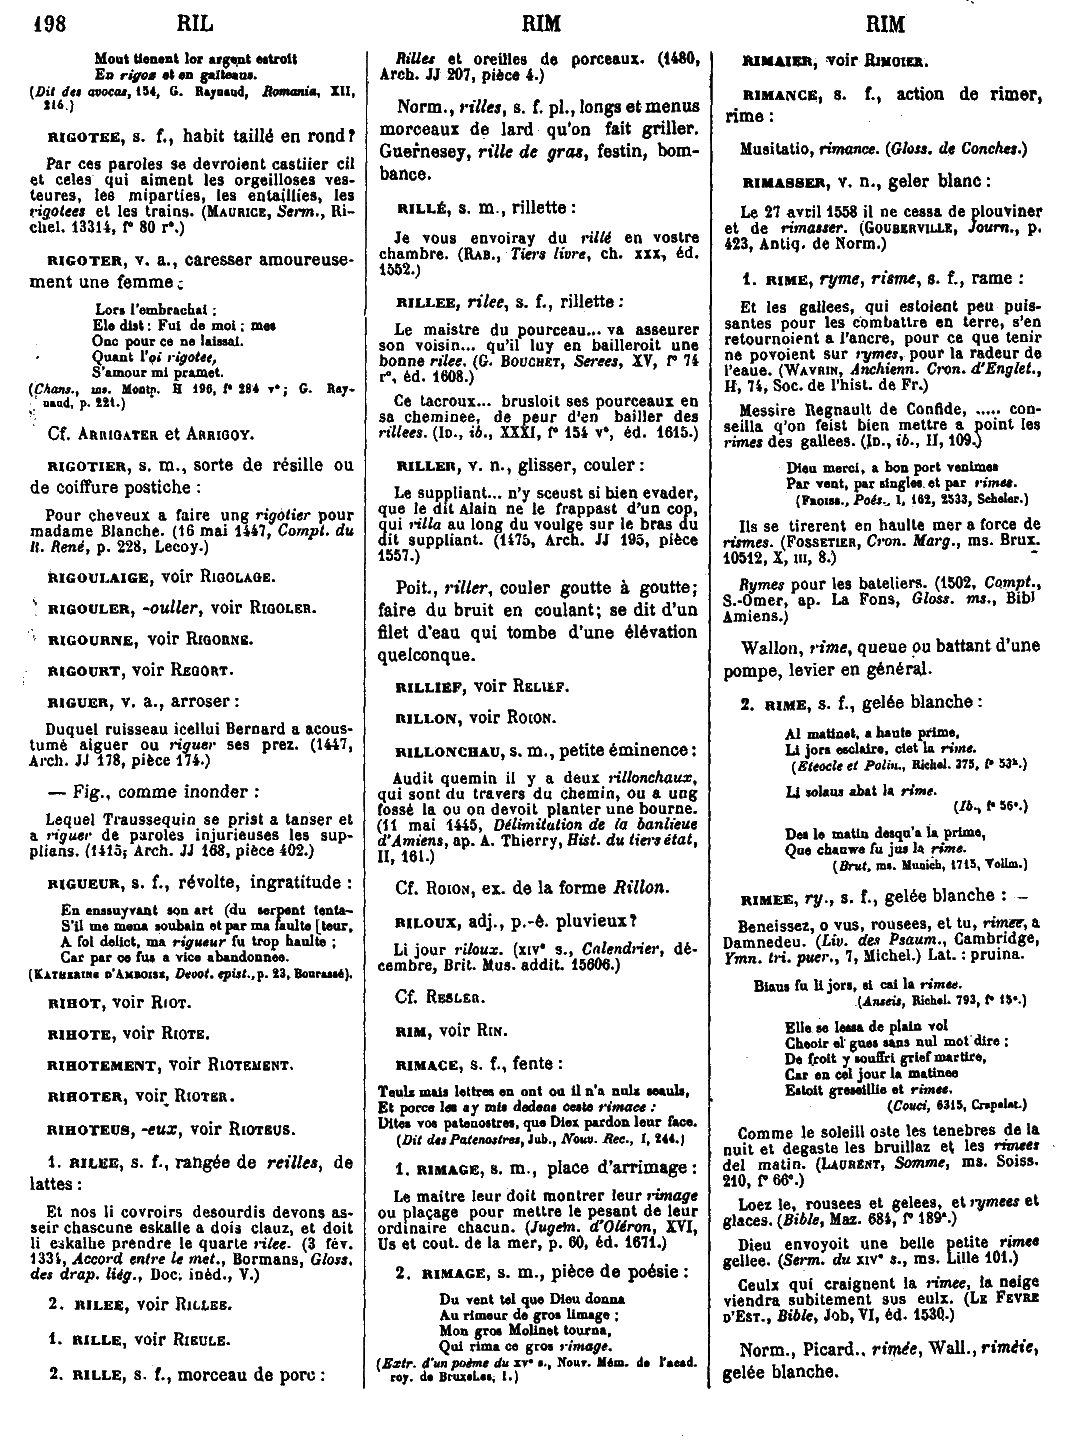 198 RIL RIM RIM
Mout tienent lor argent estroit
En rigos et en gasteaus.
(Dit des avocas, 154, G. Raynaud, Romania, XII,
216.)
RIGOTEE, s. f., habit taillé en rond?
Par ces paroles se devroient castiier cil
et celes qui aiment les orgeilloses ves-
teures, les miparties, les entaillies, les
rigotees et les trains. (MAURICE, Serm., Ri-
chel. 13314, f° 80 r°.)
RIGOTER, v. a., caresser amoureuse-
ment une femme :
Lors l'embrachai :
Ele dist : Fui de moi ; mes
Onc pour ce ne laissai.
Quant l'oi rigotee,
S'amour mi pramet.
(Chans., ms. Montp. H 196, f° 284 v°; G. Ray-
naud, p. 221.)
Cf. ARRIGATER et ARRIGOY.
RIGOTIER, s. m., sorte de résille ou
de coiffure postiche :
Pour cheveux a faire ung rigotier pour
madame Blanche. (16 mai 1447, Compt. du
R. René, p. 228, Lecoy.)
RIGOULAIGE, voir RIGOLAGE.
RIGOULER, -ouller, voir RIGOLER.
RIGOURNE, voir RIGORNE.
RIGOURT, voir REGORT.
RIGUER, v. a., arroser :
Duquel ruisseau icellui Bernard a acous-
tumé aiguer ou riguer ses prez. (1447,
Arch. JJ 178, pièce 174.)
— Fig., comme inonder :
Lequel Traussequin se prist a tanser et
a riguer de paroles injurieuses les sup-
plians. (1415, Arch. JJ 168, pièce 402.)
RIGUEUR, s. f., révolte, ingratitude :
En enssuyvant son art (du serpent tenta-
S'il me mena soubain et par ma faulte [teur,
A fol delict, ma rigueur fu trop haulte ;
Car par ce fus a vice abandonnee.
(KATHERINE D'AMBOISE, Devot. epist., p. 23, Bourassé).
RIHOT, voir RIOT.
RIHOTE, voir RIOTE.
RIHOTEMENT, voir RIOTEMENT.
RIHOTER, voir RIOTER.
RIHOTEUS, -eux, voir RIOTEUS.
1. RILEE, s. f., rangée de reilles, de
lattes :
Et nos li covroirs desourdis devons as-
seir chascune eskalle a dois clauz, et doit
li eskalhe prendre le quarte rilee. (3 fév.
1331, Accord entre le met., Bormans, Gloss.
des drap. liég., Doc. inéd., V.)
2. RILEE, voir RILLEE.
1. RILLE, voir RIEULE.
2. RILLE, s. f., morceau de porc :
Rilles et oreilles de porceaux. (1480,
Arch. JJ 207, pièce 4.)
Norm., rilles, s. f. pl., longs et menus
morceaux de lard qu'on fait griller.
Guernesey, rille de gras, festin, bom-
bance.
RILLÉ, s. m., rillette :
Je vous envoiray du rillé en vostre
chambre. (RAB., Tiers livre, ch. XXX, éd.
1552.)
RILLEE, rilee, s. f., rillette :
Le maistre du pourceau... va asseurer
son voisin... qu'il luy en bailleroit une
bonne rilee. (G. BOUCHET, Serees, XV, f° 74
r°, éd. 1608.)
Ce tacroux... brusloit ses pourceaux en
sa cheminee, de peur d'en bailler des
rillees. (ID., ib., XXXI, f° 154 v°, éd. 1615.)
RILLER, v. n., glisser, couler :
Le suppliant... n'y sceust si bien evader,
que le dit Alain ne le frappast d'un cop,
qui rilla au long du voulge sur le bras du
dit suppliant. (1475, Arch. JJ 195, pièce
1557.)
Poit., riller, couler goutte à goutte;
faire du bruit en coulant; se dit d'un
filet d'eau qui tombe d'une élévation
quelconque.
RILLIEF, voir RELIEF.
RILLON, voir ROION.
RILLONCHAU, s. m., petite éminence :
Audit quemin il y a deux rillonchaux,
qui sont du travers du chemin, ou a ung
fossé la ou on devoit planter une bourne.
(11 mai 1445, Délimitation de la banlieue
d'Amiens, ap. A. Thierry, Hist. du tiers état,
II, 161.)
Cf. ROION, ex. de la forme Rillon.
RILOUX, adj., p.-ê. pluvieux?
Li jour riloux. (XIV° s., Calendrier, dé-
cembre, Brit. Mus. addit. 15606.)
Cf. RESLER.
RIM, voir RIN.
RIMACE, s. f., fente :
Teuls mais lettres en ont ou il n'a nulz seauls,
Et porce les ay mis dedens ceste rimace :
Dites vos patenostres, que Diex pardon leur face.
(Dit des Patenostres, Jub., Nouv. Rec., I, 244.)
1. RIMAGE, s. m., place d'arrimage :
Le maitre leur doit montrer leur rimage
ou plaçage pour mettre le pesant de leur
ordinaire chacun. (Jugem. d'Oléron, XVI,
Us et cout. de la mer, p. 60, éd. 1671.)
2. RIMAGE, s. m., pièce de poésie :
Du vent tel que Dieu donna
Au rimeur de gros limage ;
Mon gros Molinet tourna,
Qui rima ce gros rimage.
(Extr. d'un poème du XV° s., Nouv. Mém. de l'acad.
roy. de Bruxelles, I.)
RIMAIER, voir RIMOIER.
RIMANCE, s. f., action de rimer,
rime :
Musitatio, rimance. (Gloss. de Conches.)
RIMASSER, v. n., geler blanc :
Le 27 avril 1558 il ne cessa de plouviner
et de rimasser. (GOUBERVILLE, Journ., p.
423, Antiq. de Norm.)
1. RIME, ryme, risme, s. f., rame :
Et les gallees, qui estoient peu puis-
santes pour les combattre en terre, s'en
retournoient a l'ancre, pour ce que tenir
ne povoient sur rymes, pour la radeur de
l'eaue. (WAVRIN, Anchienn. Cron. d'Englet.,
II, 74, Soc. de l'hist. de Fr.)
Messire Regnault de Confide, ..... con-
seilla q'on feist bien mettre a point les
rimes des gallees. (ID., ib., II, 109.)
Dieu merci, a bon port venimes
Par vent, par singles et par rimes.
(FROISS., Poés., I, 162, 2533, Scheler.)
Ils se tirerent en haulte mer a force de
rismes. (FOSSETIER, Cron. Marg., ms. Brux.
10512, X, III, 8.)
Rymes pour les bateliers. (1502, Compt.,
S.-Omer, ap. La Fons, Gloss. ms., Bibl
Amiens.)
Wallon, rime, queue ou battant d'une
pompe, levier en général.
2. RIME, s. f., gelée blanche :
Al matinet, a haute prime,
Li jors esclaire, ciet la rime.
(Eteocle et Polin., Richel. 375, f° 53ᵇ.)
Li solaus abat la rime.
(Ib., f° 56ᵉ.)
Des le matin desqu'a la prime,
Que chauwe fu jus la rime.
(Brut, ms. Munich, 1715, Vollm.)
RIMEE, ry., s. f., gelée blanche :
Beneissez, o vus, rousees, et tu, rimee, a
Damnedeu. (Liv. des Psaum., Cambridge,
Ymn. tri. puer., 7, Michel.) Lat. : pruina.
Biaus fu li jors, si cai la rimee.
(Anseis, Richel. 793, f° 15ᵉ.)
Elle se lessa de plain vol
Cheoir el gues sans nul mot dire ;
De froit y souffri grief martire,
Car en cel jour la matinee
Estoit gresillie et rimee.
(Couci, 6315, Crapelet.)
Comme le soleill oste les tenebres de la
nuit et degaste les bruillaz et les rimees
del matin. (LAURENT, Somme, ms. Soiss.
210, f° 66ᵉ.)
Loez le, rousees et gelees, et rymees et
glaces. (Bible, Maz. 684, f° 189ᵃ.)
Dieu envoyoit une belle petite rimee
gellee. (Serm. du XIV° s., ms. Lille 101.)
Ceulx qui craignent la rimee, la neige
viendra subitement sus eulx. (LE FEVRE
D'EST., Bible, Job, VI, éd. 1530.)
Norm., Picard., rimée, Wall., riméie,
gelée blanche.